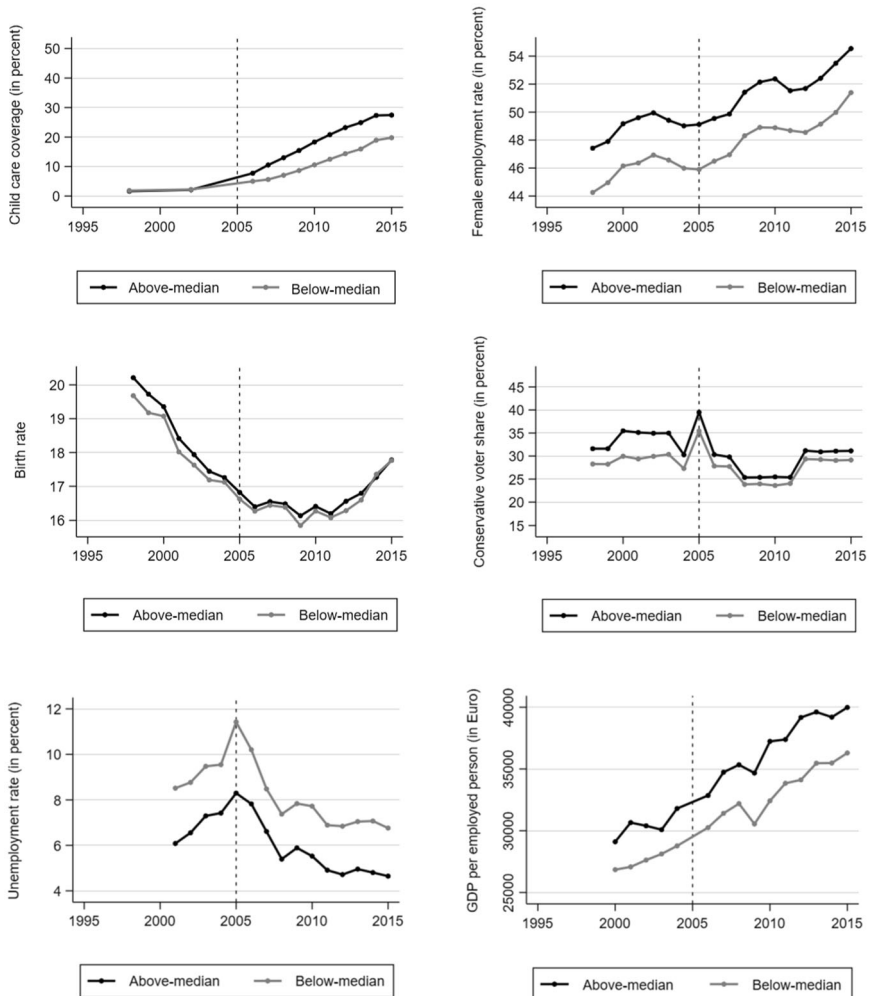 Child care coverage (in percent)
50
40
30
20
10
0
1995 2000 2005 2010 2015
Above-median Below-median
Female employment rate (in percent)
54
52
50
48
46
44
1995 2000 2005 2010 2015
Above-median Below-median
Birth rate
20
19
18
17
16
1995 2000 2005 2010 2015
Above-median Below-median
Conservative voter share (in percent)
45
40
35
30
25
20
15
1995 2000 2005 2010 2015
Above-median Below-median
Unemployment rate (in percent)
12
10
8
6
4
1995 2000 2005 2010 2015
Above-median Below-median
GDP per employed person (in Euro)
40000
35000
30000
25000
1995 2000 2005 2010 2015
Above-median Below-median